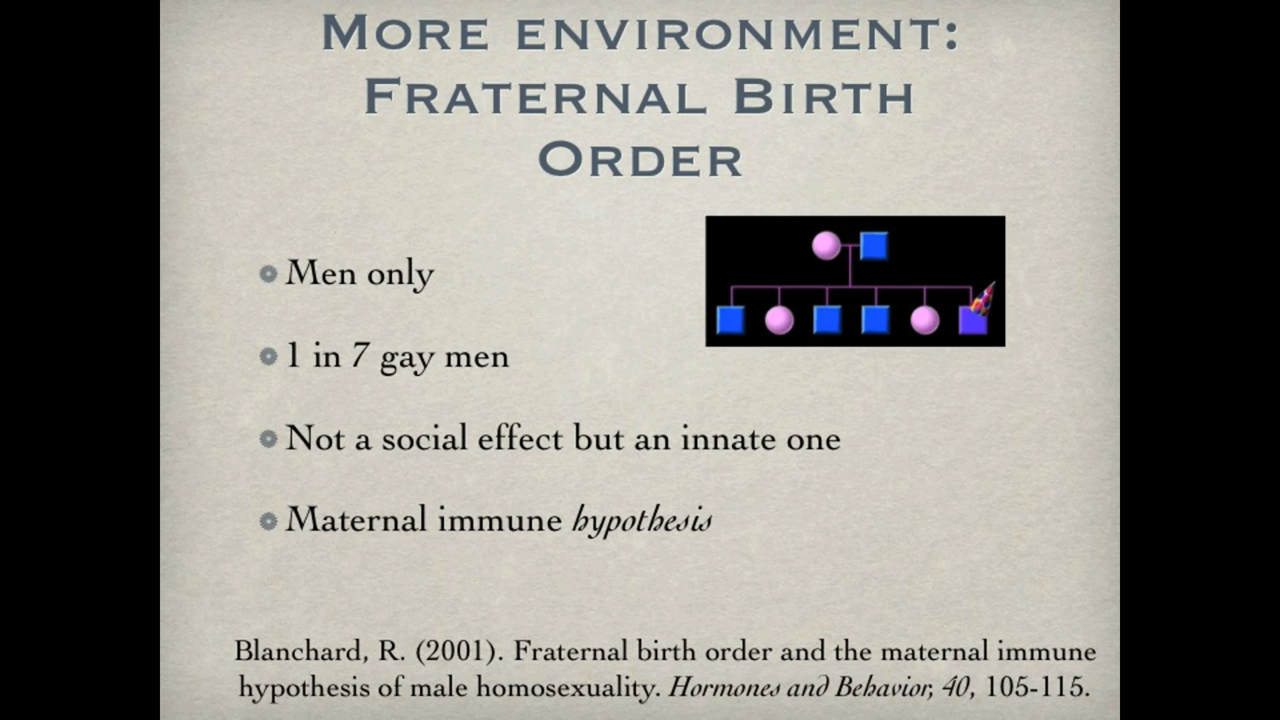 More environment:
Fraternal Birth
Order
Men only
1 in 7 gay men
Not a social effect but an innate one
Maternal immune hypothesis
Blanchard, R. (2001). Fraternal birth order and the maternal immune
hypothesis of male homosexuality. Hormones and Behavior, 40, 105-115.